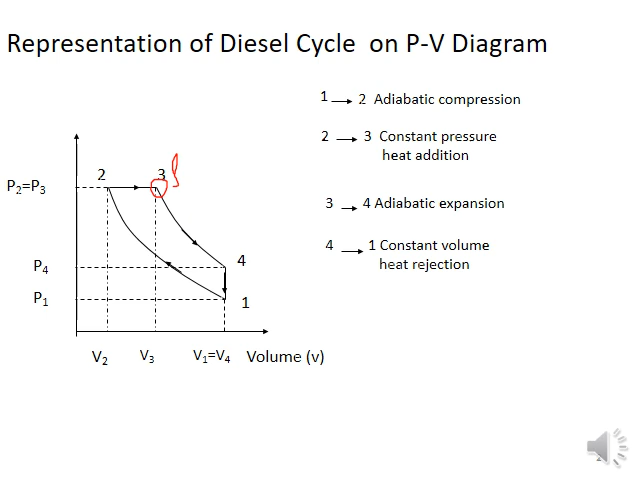 Representation of Diesel Cycle on P-V Diagram
1 → 2 Adiabatic compression
2 → 3 Constant pressure
heat addition
3 → 4 Adiabatic expansion
4 → 1 Constant volume
heat rejection
2
3
P₂=P₃
4
P₄
P₁
1
V₂
V₃
V₁=V₄
Volume (v)